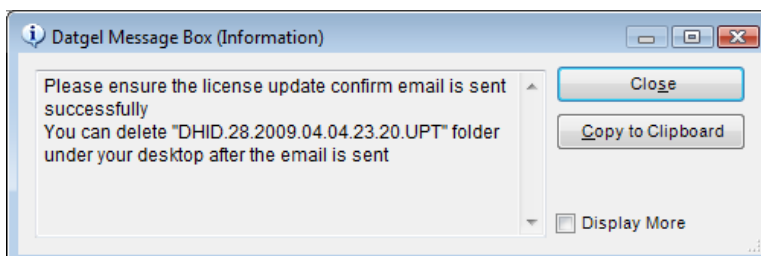 Datgel Message Box (Information)
Please ensure the license update confirm email is sent
successfully
You can delete "DHID.28.2009.04.04.23.20.UPT" folder
under your desktop after the email is sent
Close
Copy to Clipboard
Display More